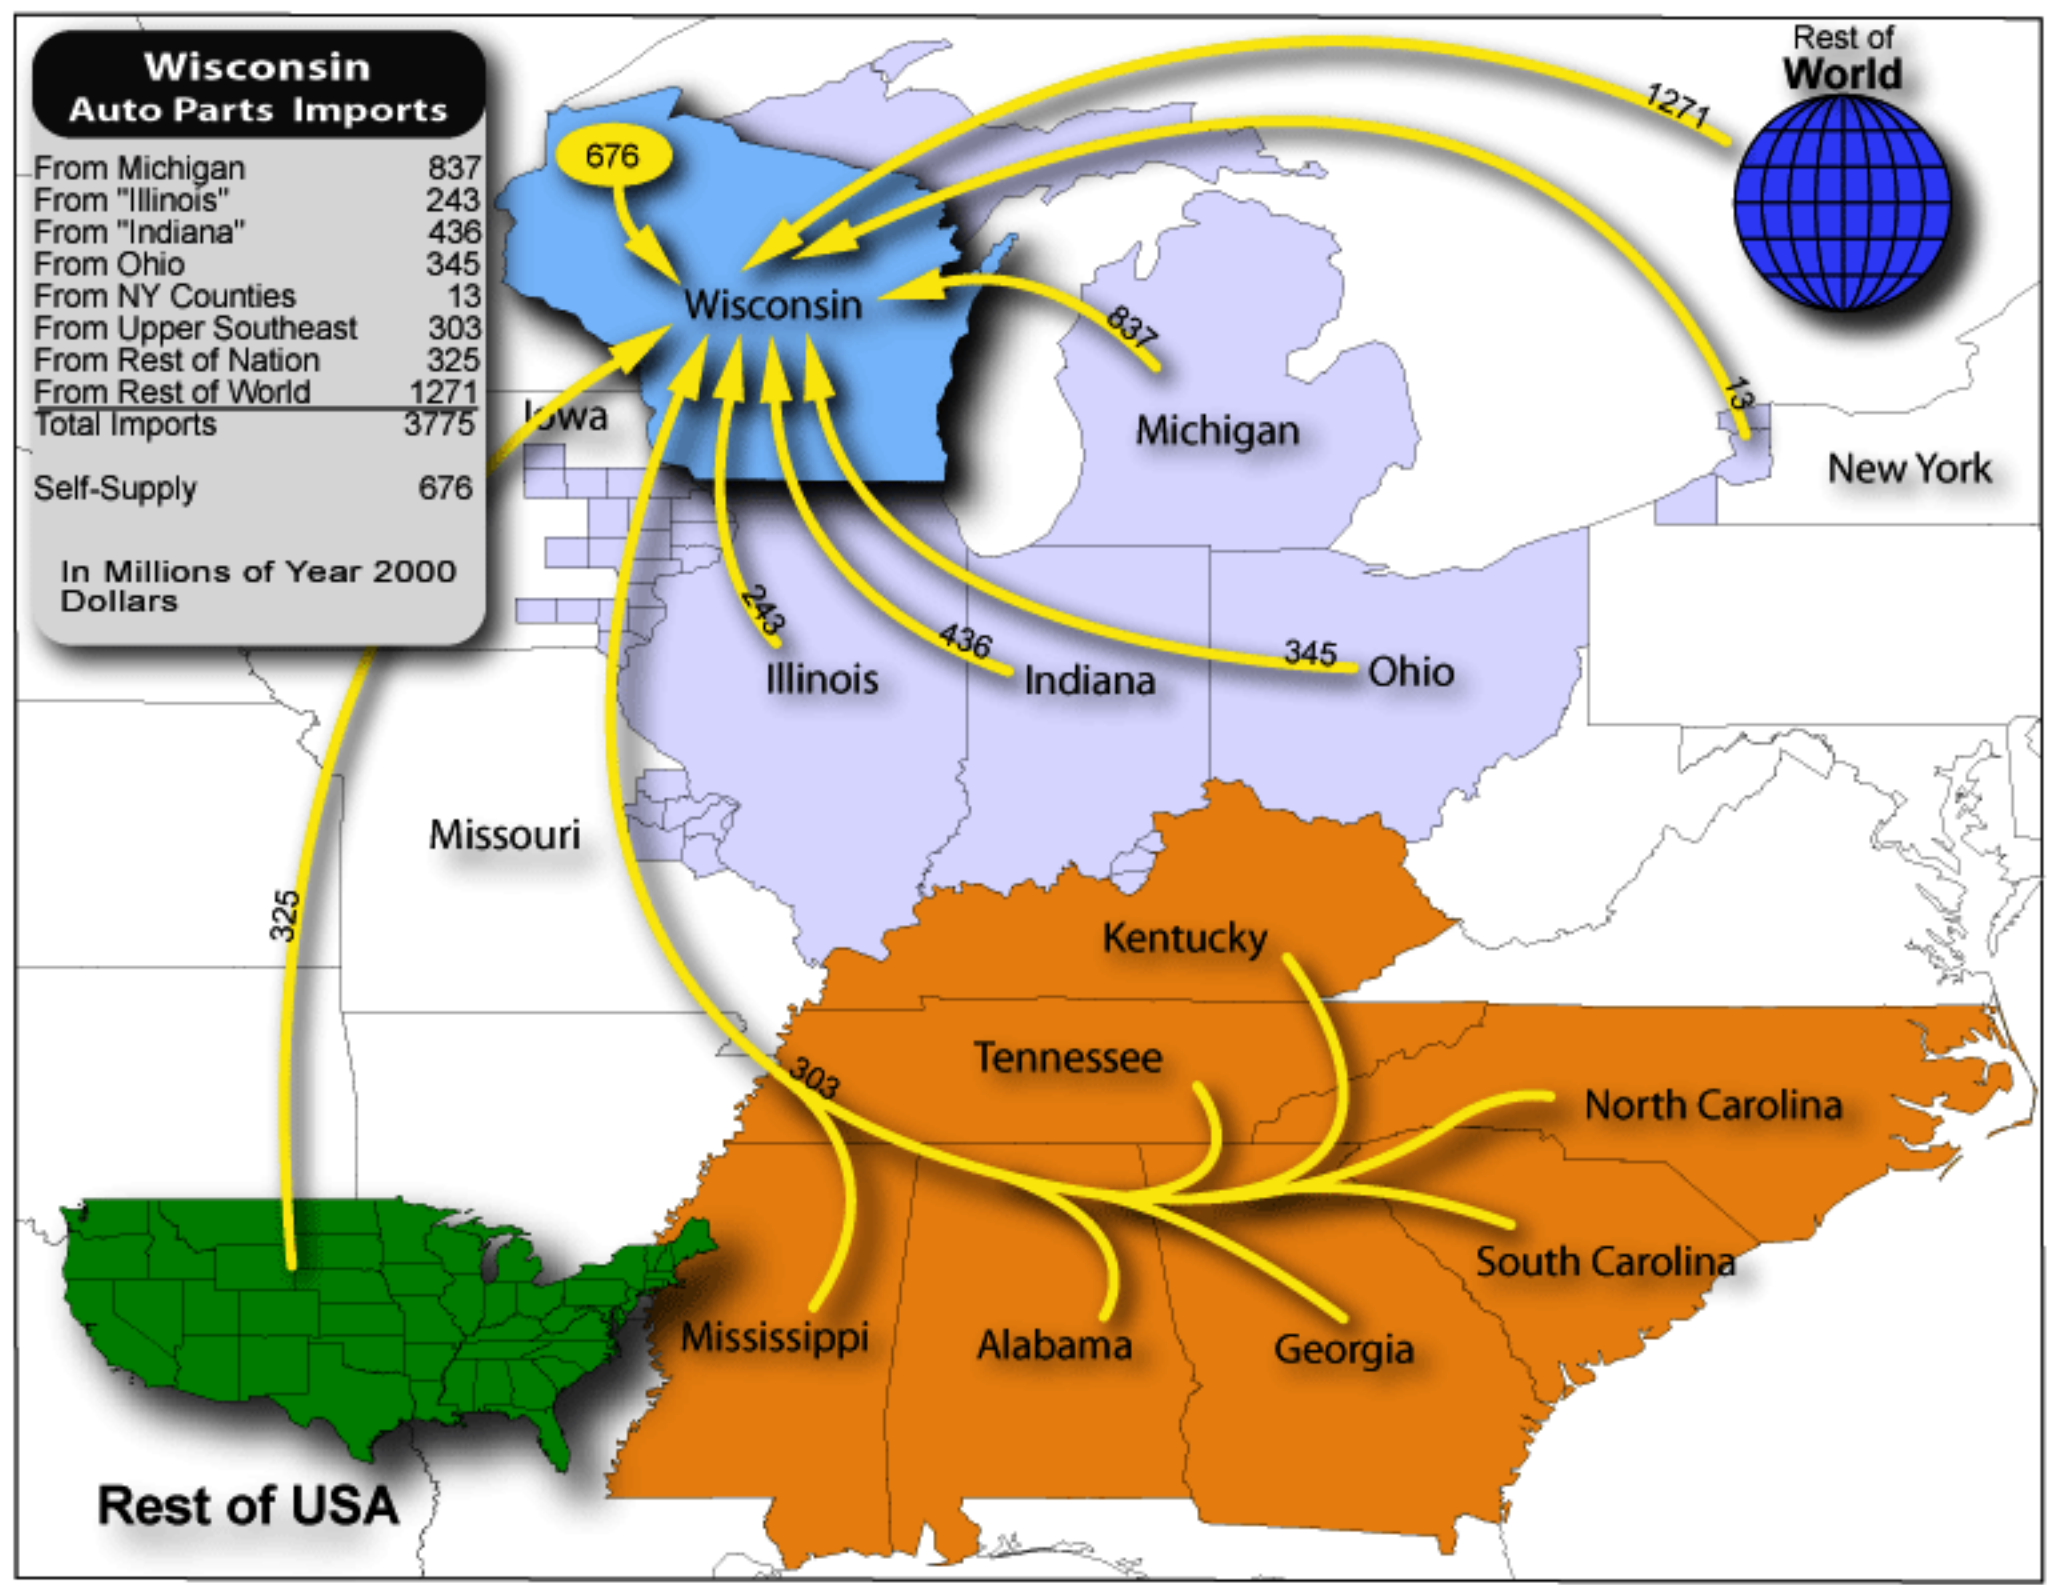 Wisconsin
Auto Parts Imports
From Michigan 837
From "Illinois" 243
From "Indiana" 436
From Ohio 345
From NY Counties 13
From Upper Southeast 303
From Rest of Nation 325
From Rest of World 1271
Total Imports 3775
Self-Supply 676
In Millions of Year 2000
Dollars
Rest of
World
1271
676
Wisconsin
837
13
Iowa
Michigan
New York
243
436
345
Illinois
Indiana
Ohio
Missouri
325
Kentucky
303
Tennessee
North Carolina
South Carolina
Mississippi
Alabama
Georgia
Rest of USA